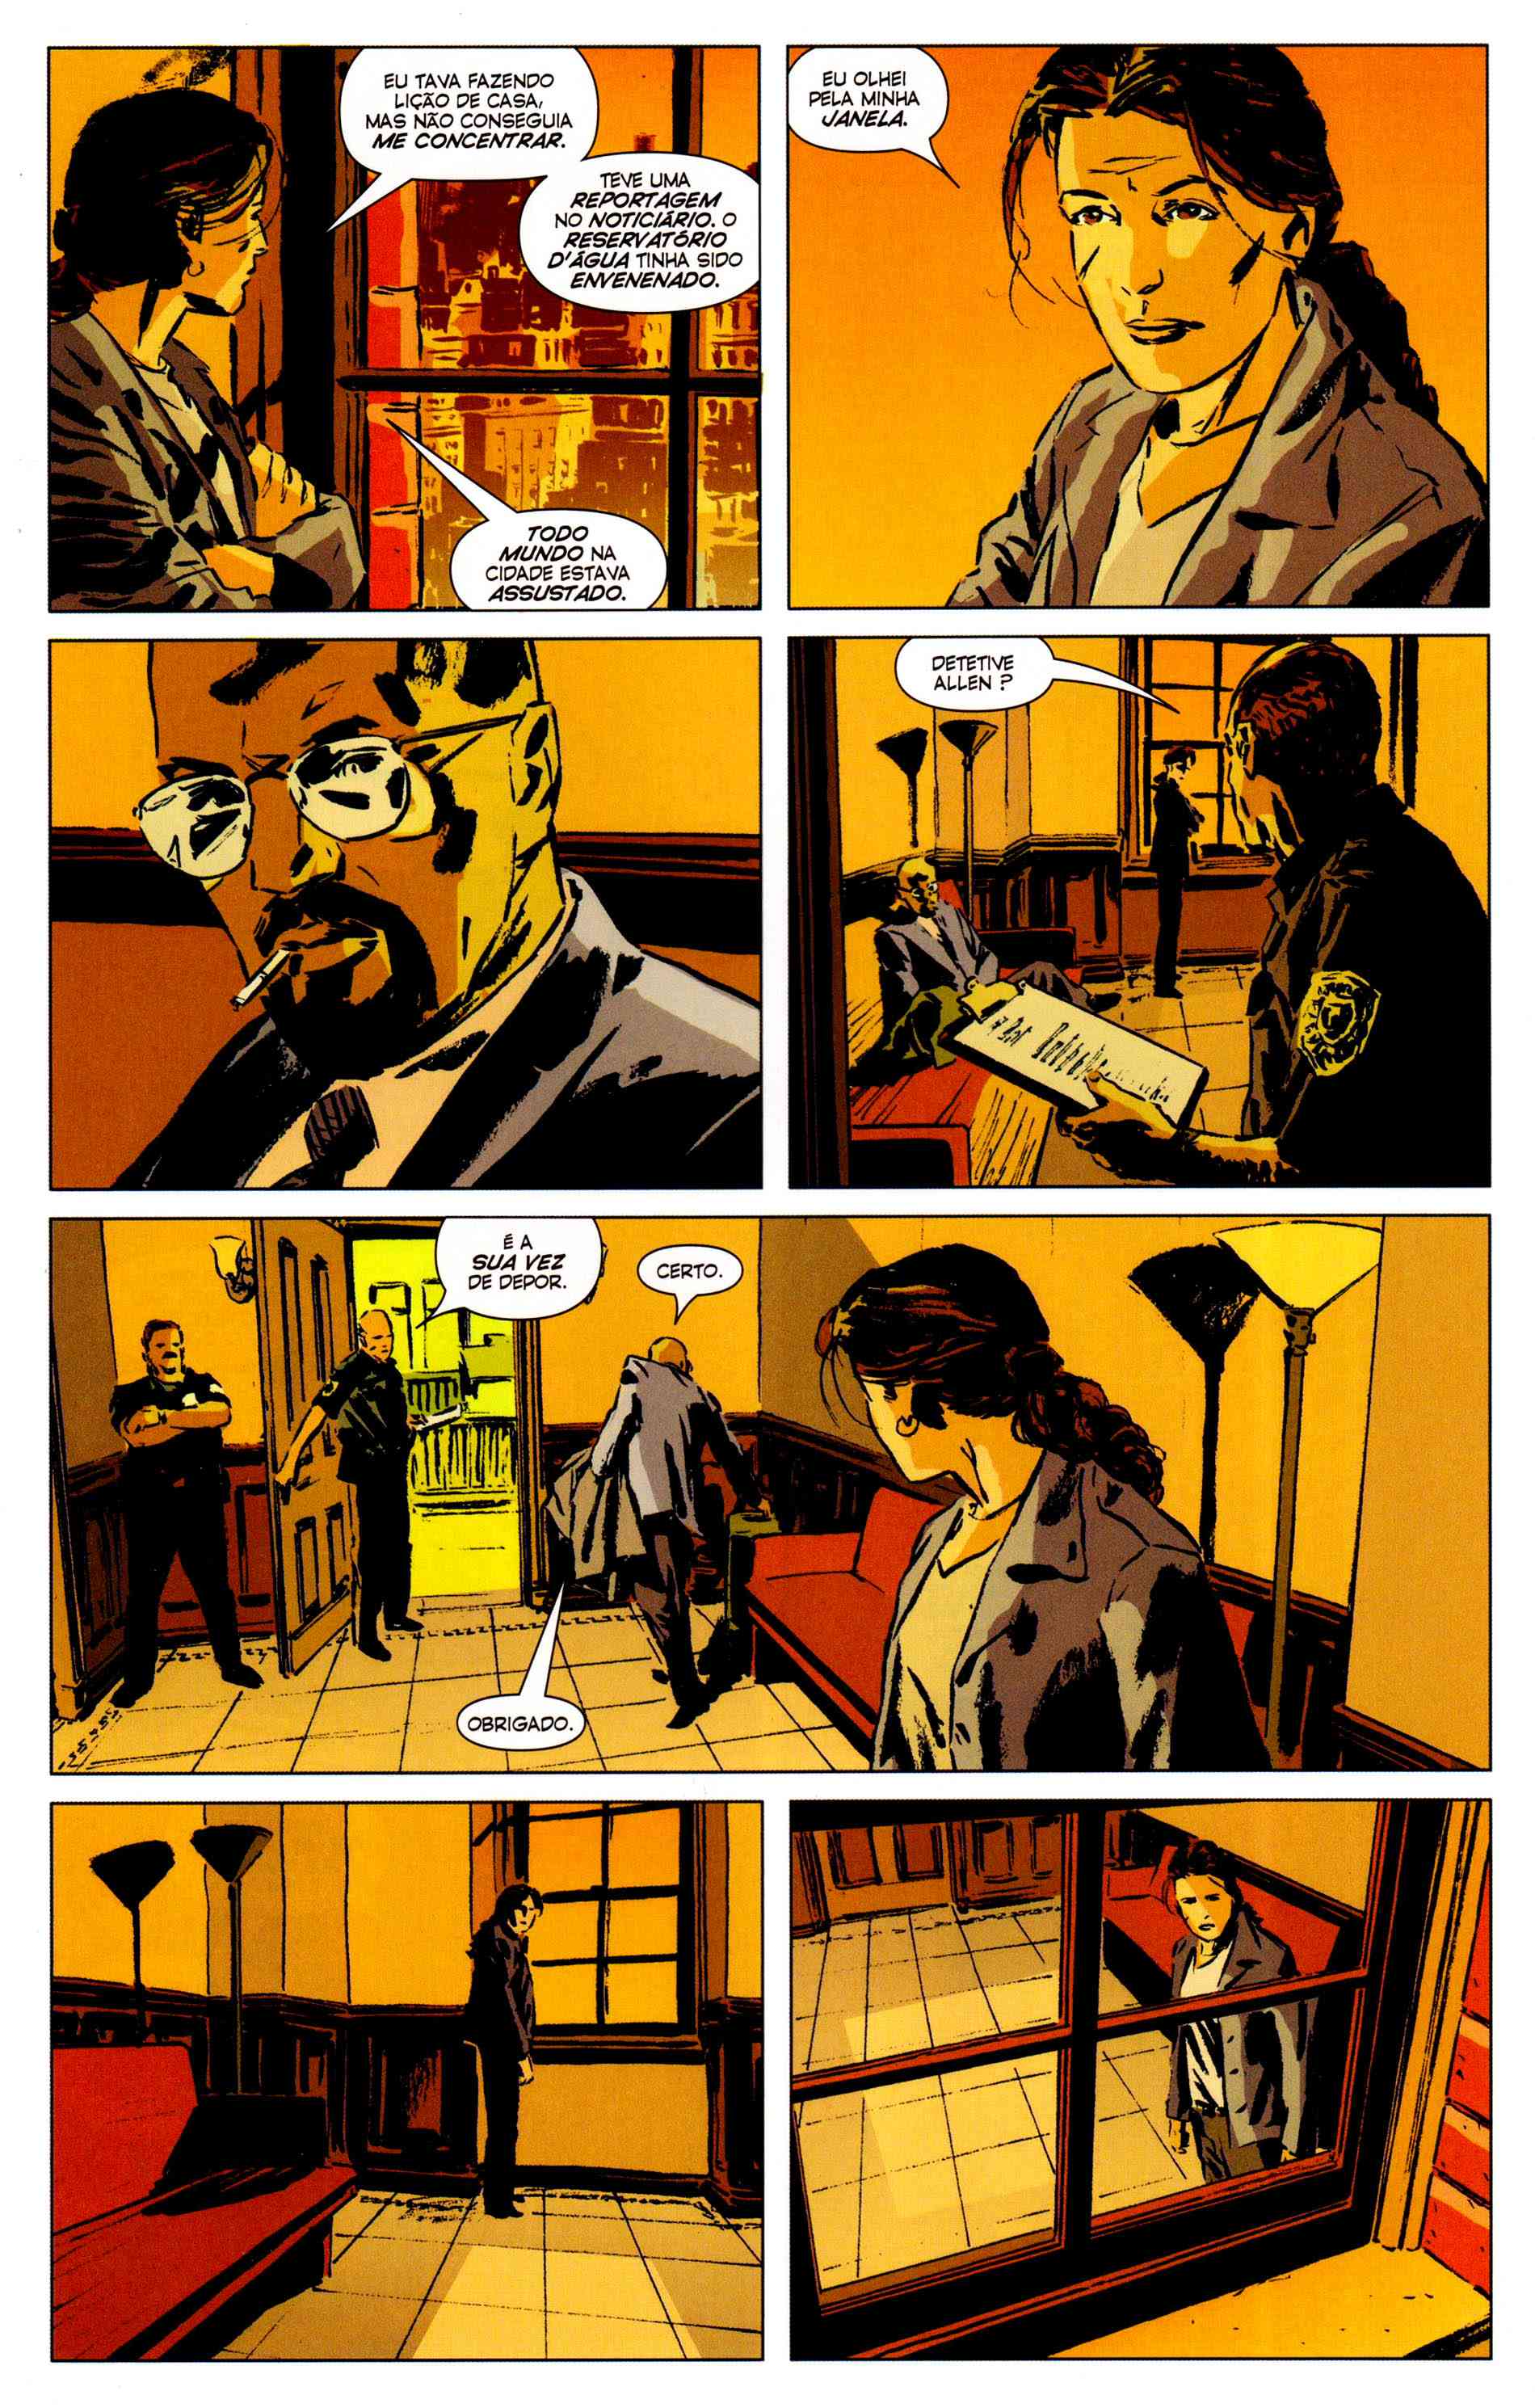 EU TAVA FAZENDO
LIÇÃO DE CASA,
MAS NÃO CONSEGUIA
ME CONCENTRAR.
TEVE UMA
REPORTAGEM
NO NOTICIÁRIO. O
RESERVATÓRIO
D'ÁGUA TINHA SIDO
ENVENENADO.
TODO
MUNDO NA
CIDADE ESTAVA
ASSUSTADO.
EU OLHEI
PELA MINHA
JANELA.
DETETIVE
ALLEN ?
É A
SUA VEZ
DE DEPOR.
CERTO.
OBRIGADO.